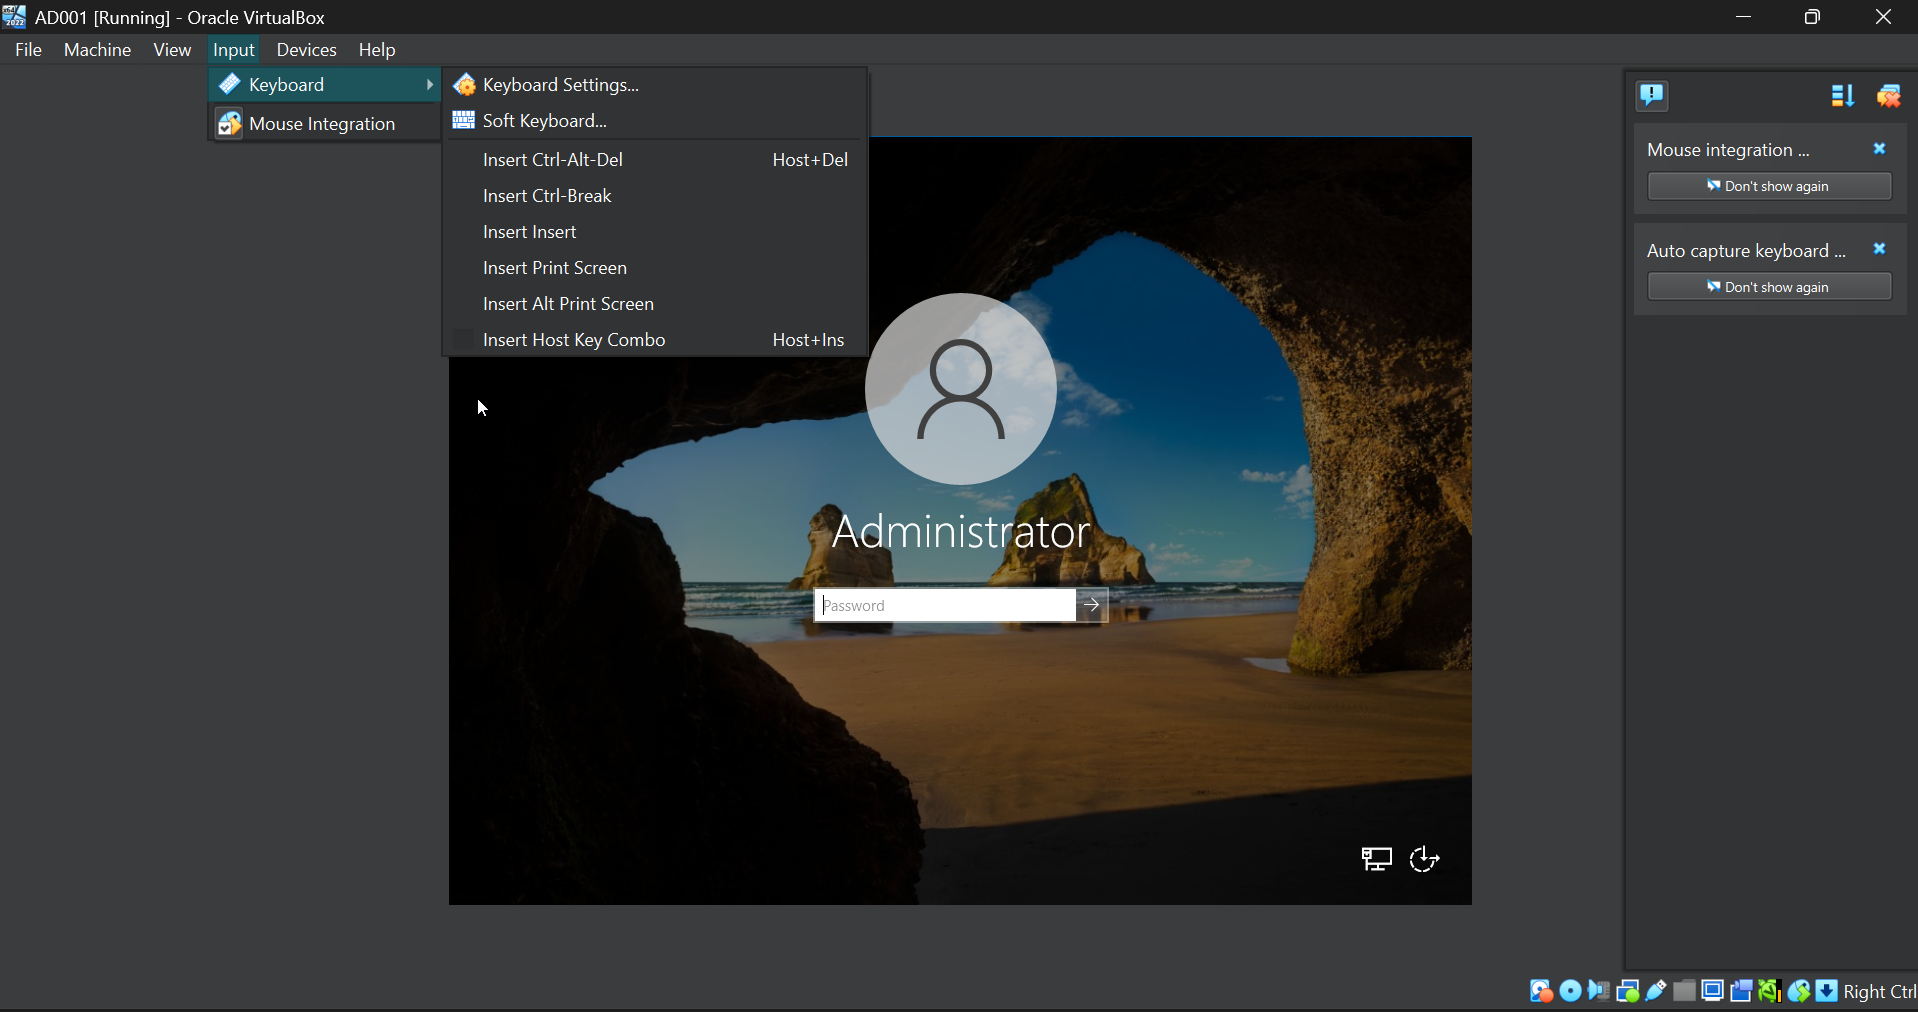 AD001 [Running] - Oracle VirtualBox
File Machine View Input Devices Help
Keyboard
Mouse Integration
Keyboard Settings...
Soft Keyboard...
Insert Ctrl-Alt-Del Host+Del
Insert Ctrl-Break
Insert Insert
Insert Print Screen
Insert Alt Print Screen
Insert Host Key Combo Host+Ins
Mouse integration ...
Don't show again
Auto capture keyboard ...
Don't show again
Administrator
Password
Right Ctrl